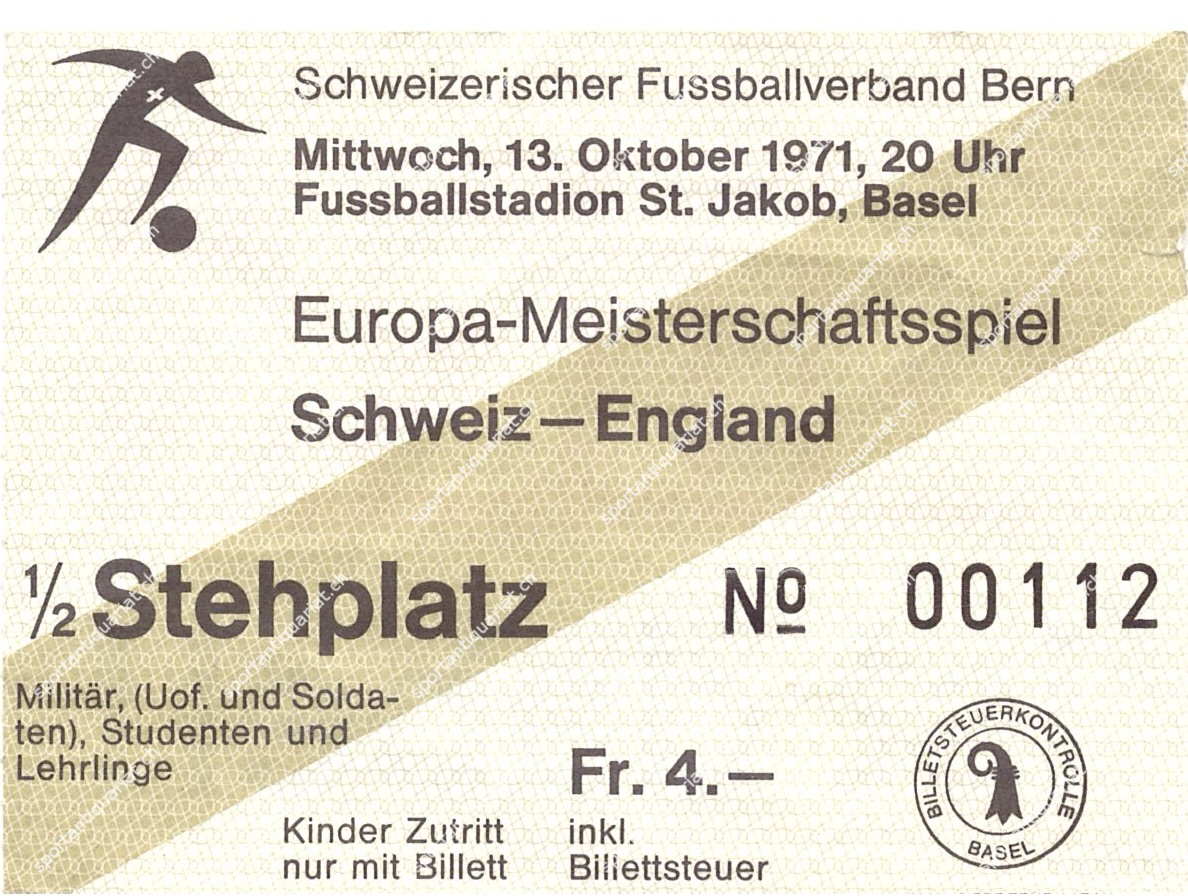 Schweizerischer Fussballverband Bern
Mittwoch, 13. Oktober 1971, 20 Uhr
Fussballstadion St. Jakob, Basel
Europa-Meisterschaftsspiel
Schweiz – England
½ Stehplatz
Nº 00112
Militär, (Uof. und Solda-
ten), Studenten und
Lehrlinge
Fr. 4.—
Kinder Zutritt
nur mit Billett
inkl.
Billettsteuer
BILLETSTEUERKONTROLLE
BASEL
sportantiquariat.ch